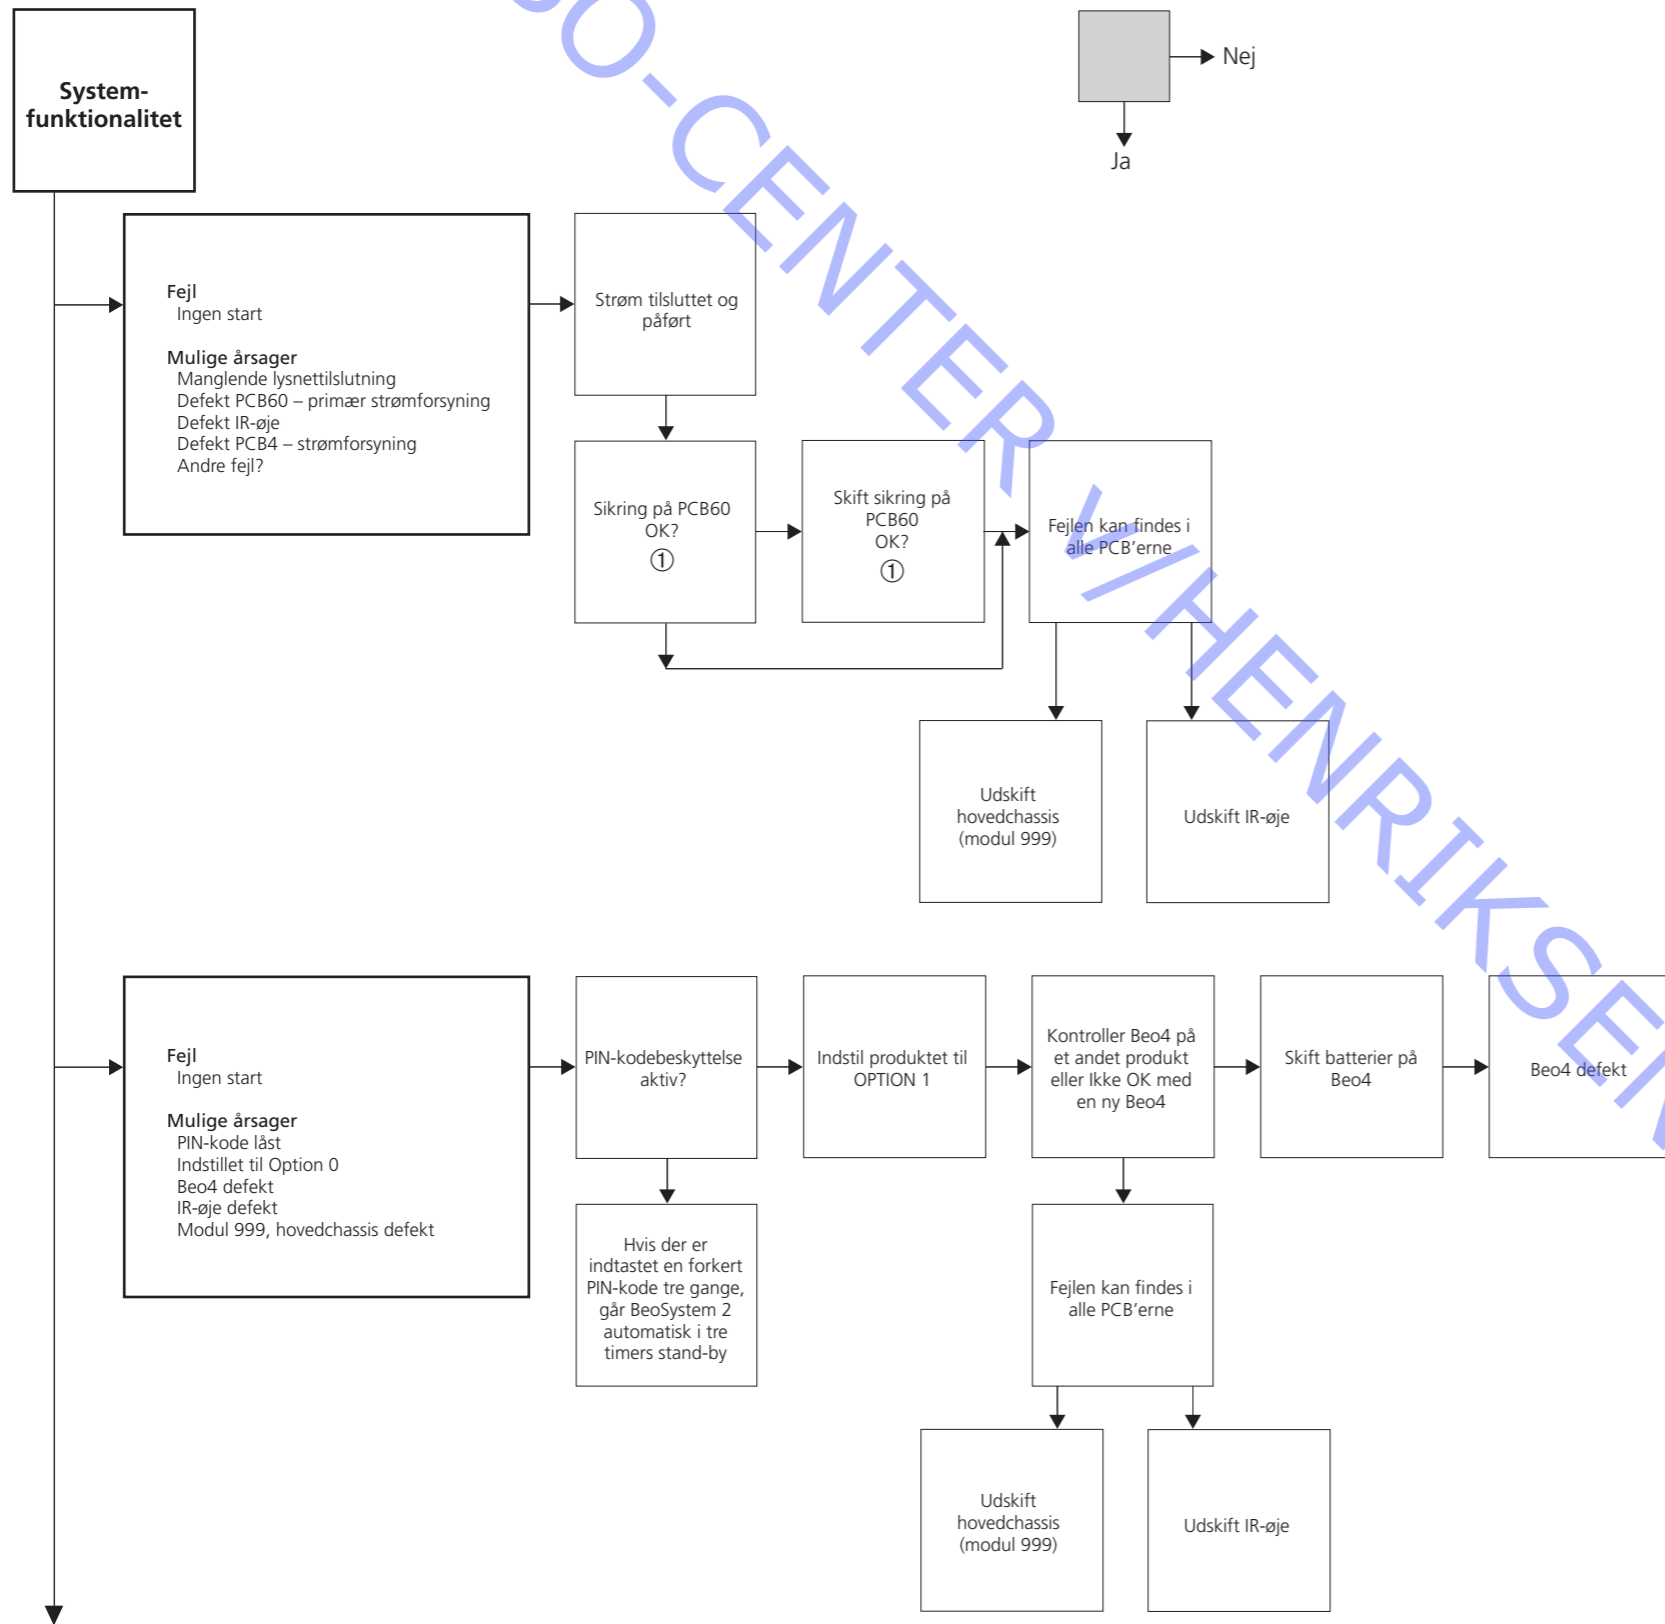 System-
funktionalitet
Nej
Ja
Fejl
Ingen start
Mulige årsager
Manglende lysnettilslutning
Defekt PCB60 – primær strømforsyning
Defekt IR-øje
Defekt PCB4 – strømforsyning
Andre fejl?
Strøm tilsluttet og
påført
Sikring på PCB60
OK?
①
Skift sikring på
PCB60
OK?
①
Fejlen kan findes i
alle PCB’erne
Udskift
hovedchassis
(modul 999)
Udskift IR-øje
Fejl
Ingen start
Mulige årsager
PIN-kode låst
Indstillet til Option 0
Beo4 defekt
IR-øje defekt
Modul 999, hovedchassis defekt
PIN-kodebeskyttelse
aktiv?
Indstil produktet til
OPTION 1
Kontroller Beo4 på
et andet produkt
eller Ikke OK med
en ny Beo4
Skift batterier på
Beo4
Beo4 defekt
Hvis der er
indtastet en forkert
PIN-kode tre gange,
går BeoSystem 2
automatisk i tre
timers stand-by
Fejlen kan findes i
alle PCB’erne
Udskift
hovedchassis
(modul 999)
Udskift IR-øje
O-CENTER v/HENRIKSEN